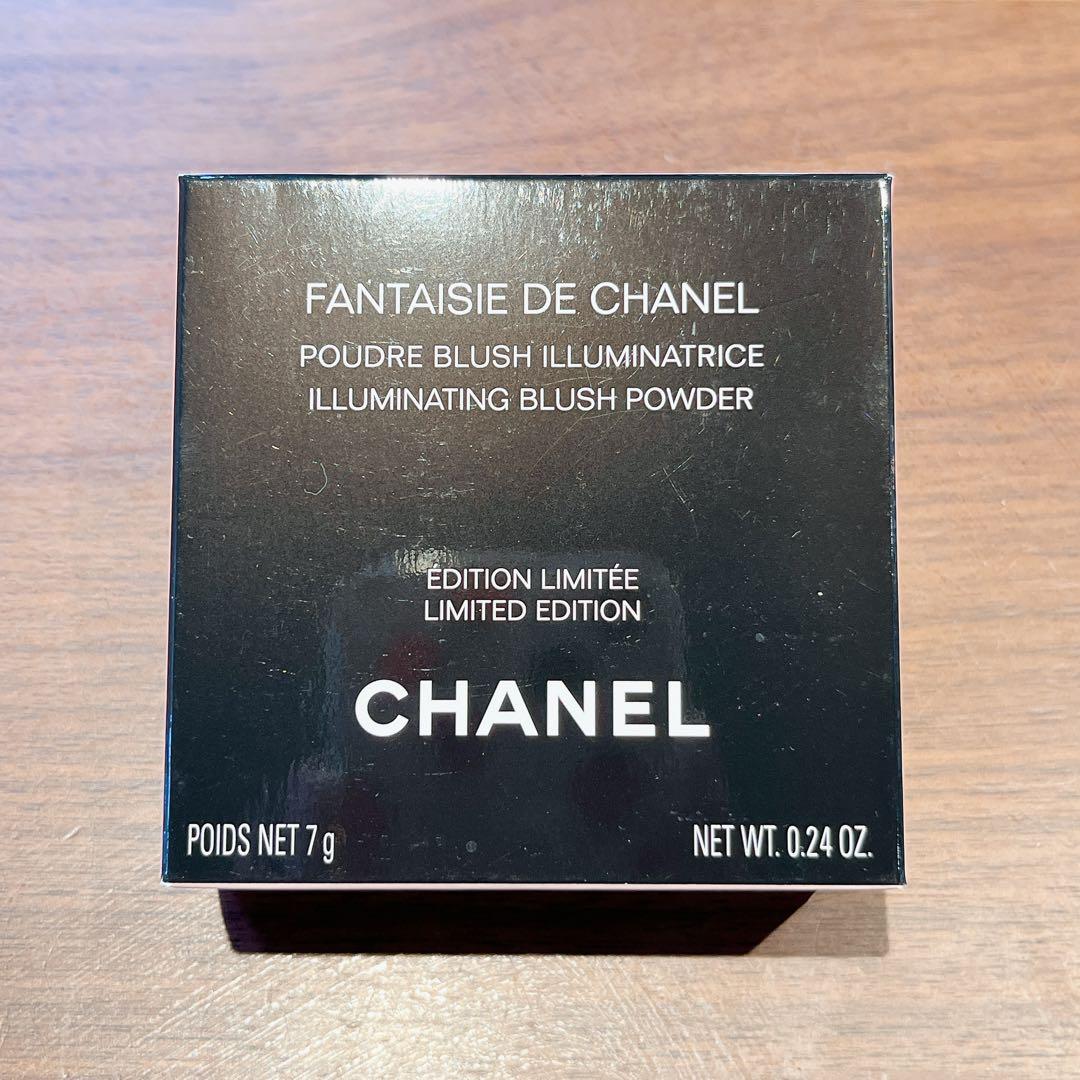 FANTAISIE DE CHANEL
POUDRE BLUSH ILLUMINATRICE
ILLUMINATING BLUSH POWDER
ÉDITION LIMITÉE
LIMITED EDITION
CHANEL
POIDS NET 7 g NET WT. 0.24 OZ.